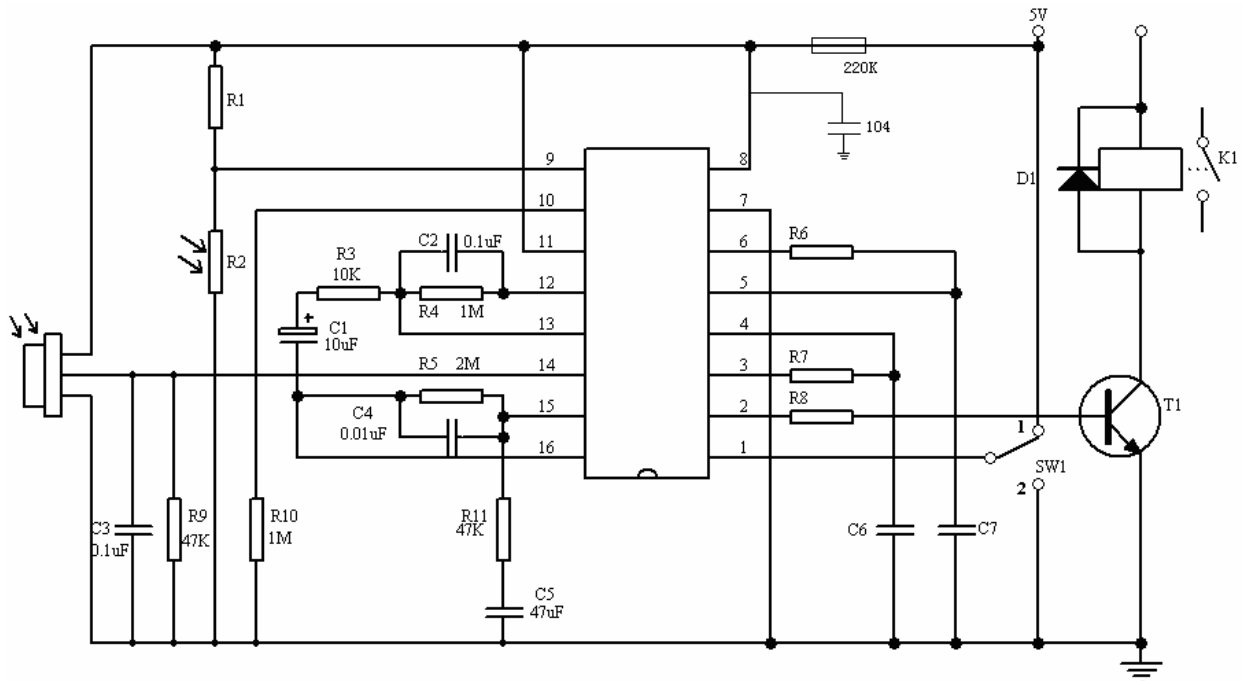 5V
R1
220K
104
9
8
D1
K1
10
7
R2
11
C2
0.1uF
6
R6
R3
10K
12
5
R4
1M
+
C1
10uF
13
4
R5
2M
14
3
R7
C4
0.01uF
15
2
R8
T1
16
1
1
SW1
2
C3
0.1uF
R9
47K
R10
1M
R11
47K
C6
C7
C5
47uF